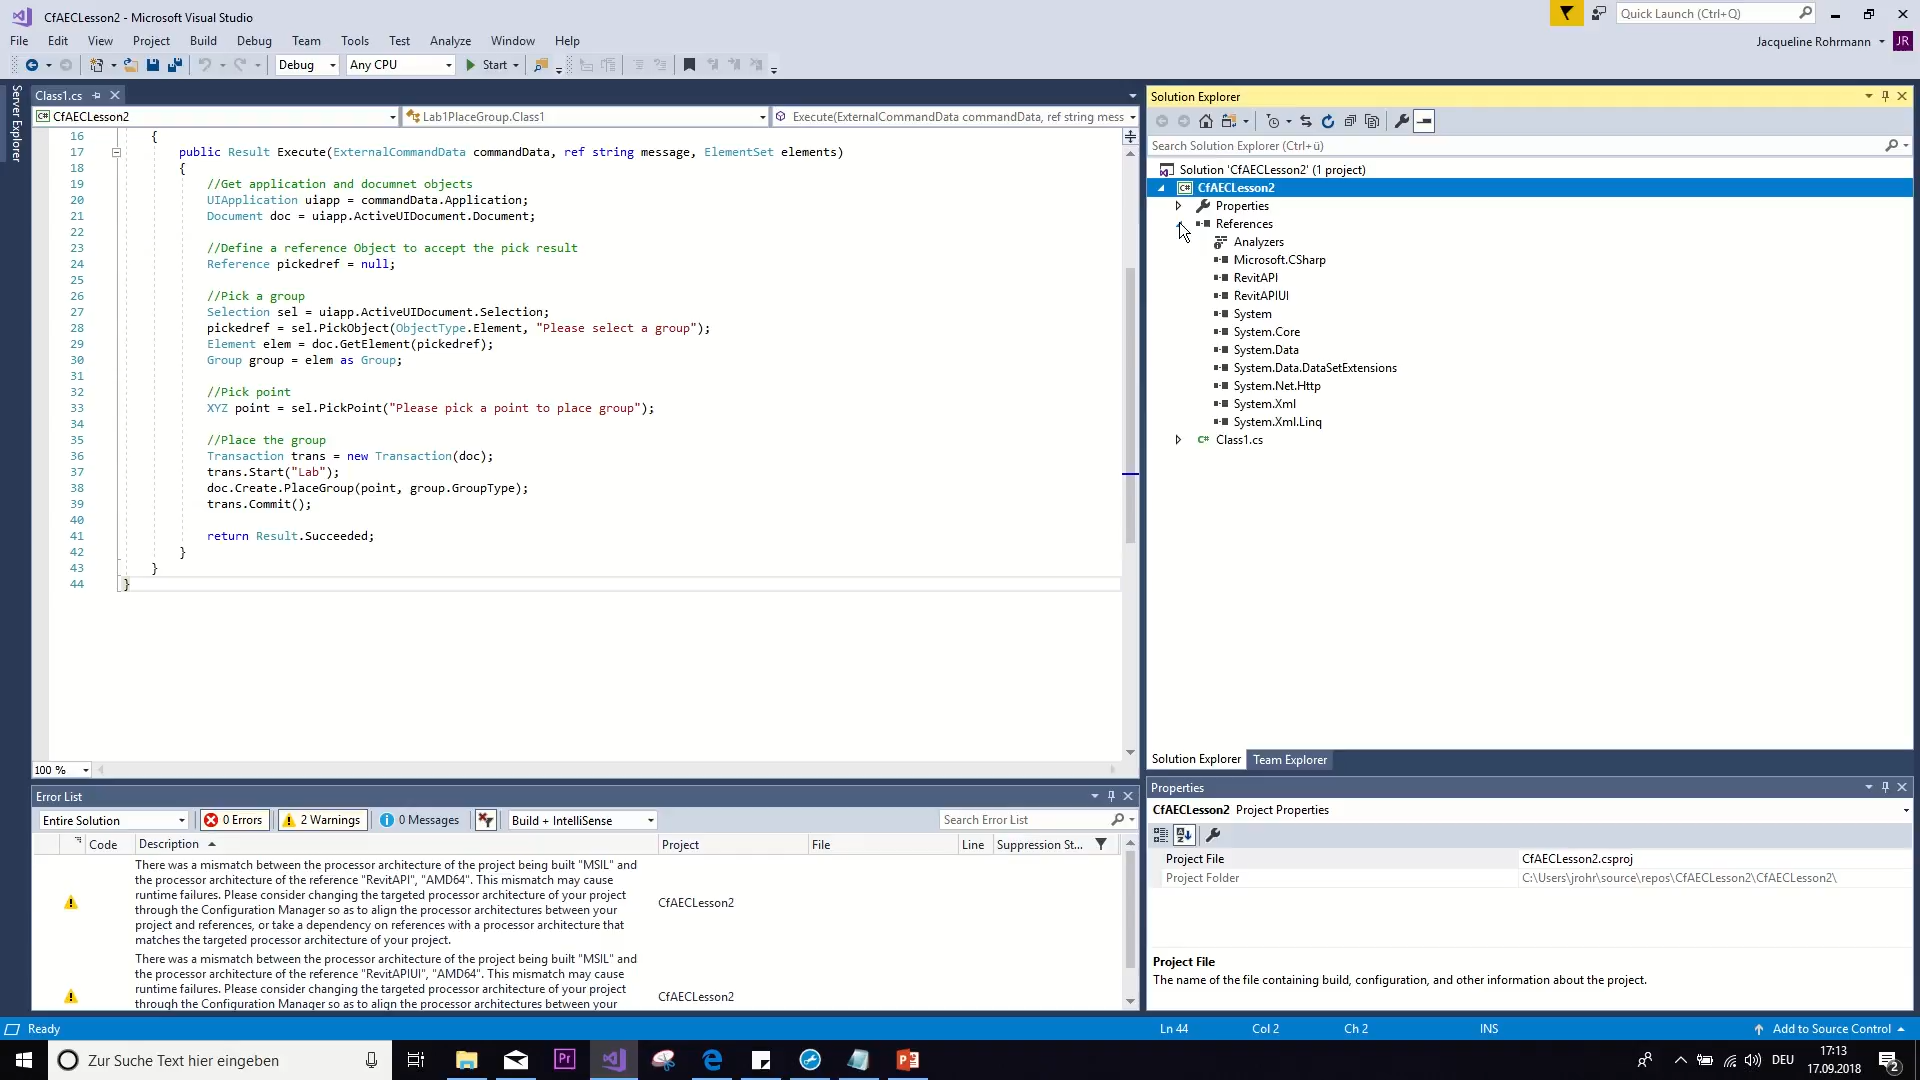 CfAECLesson2 - Microsoft Visual Studio
Quick Launch (Ctrl+Q)
File Edit View Project Build Debug Team Tools Test Analyze Window Help
Jacqueline Rohrmann
JR
Debug Any CPU Start
Server Explorer
Class1.cs
CfAECLesson2
Lab1PlaceGroup.Class1
Execute(ExternalCommandData commandData, ref string mess
16 {
17 public Result Execute(ExternalCommandData commandData, ref string message, ElementSet elements)
18 {
19 //Get application and documnet objects
20 UIApplication uiapp = commandData.Application;
21 Document doc = uiapp.ActiveUIDocument.Document;
22
23 //Define a reference Object to accept the pick result
24 Reference pickedref = null;
25
26 //Pick a group
27 Selection sel = uiapp.ActiveUIDocument.Selection;
28 pickedref = sel.PickObject(ObjectType.Element, "Please select a group");
29 Element elem = doc.GetElement(pickedref);
30 Group group = elem as Group;
31
32 //Pick point
33 XYZ point = sel.PickPoint("Please pick a point to place group");
34
35 //Place the group
36 Transaction trans = new Transaction(doc);
37 trans.Start("Lab");
38 doc.Create.PlaceGroup(point, group.GroupType);
39 trans.Commit();
40
41 return Result.Succeeded;
42 }
43 }
44 }
100 %
Solution Explorer
Search Solution Explorer (Ctrl+ü)
Solution 'CfAECLesson2' (1 project)
CfAECLesson2
Properties
References
Analyzers
Microsoft.CSharp
RevitAPI
RevitAPIUI
System
System.Core
System.Data
System.Data.DataSetExtensions
System.Net.Http
System.Xml
System.Xml.Linq
Class1.cs
Solution Explorer Team Explorer
Error List
Entire Solution 0 Errors 2 Warnings 0 Messages Build + IntelliSense Search Error List
Code Description Project File Line Suppression St...
There was a mismatch between the processor architecture of the project being built "MSIL" and
the processor architecture of the reference "RevitAPI", "AMD64". This mismatch may cause
runtime failures. Please consider changing the targeted processor architecture of your project
through the Configuration Manager so as to align the processor architectures between your
project and references, or take a dependency on references with a processor architecture that
matches the targeted processor architecture of your project.
CfAECLesson2
There was a mismatch between the processor architecture of the project being built "MSIL" and
the processor architecture of the reference "RevitAPIUI", "AMD64". This mismatch may cause
runtime failures. Please consider changing the targeted processor architecture of your project
through the Configuration Manager so as to align the processor architectures between your
CfAECLesson2
Properties
CfAECLesson2 Project Properties
Project File CfAECLesson2.csproj
Project Folder C:\Users\jrohr\source\repos\CfAECLesson2\CfAECLesson2\
Project File
The name of the file containing build, configuration, and other information about the project.
Ready Ln 44 Col 2 Ch 2 INS Add to Source Control
Zur Suche Text hier eingeben
Pr
DEU
17:13
17.09.2018
2